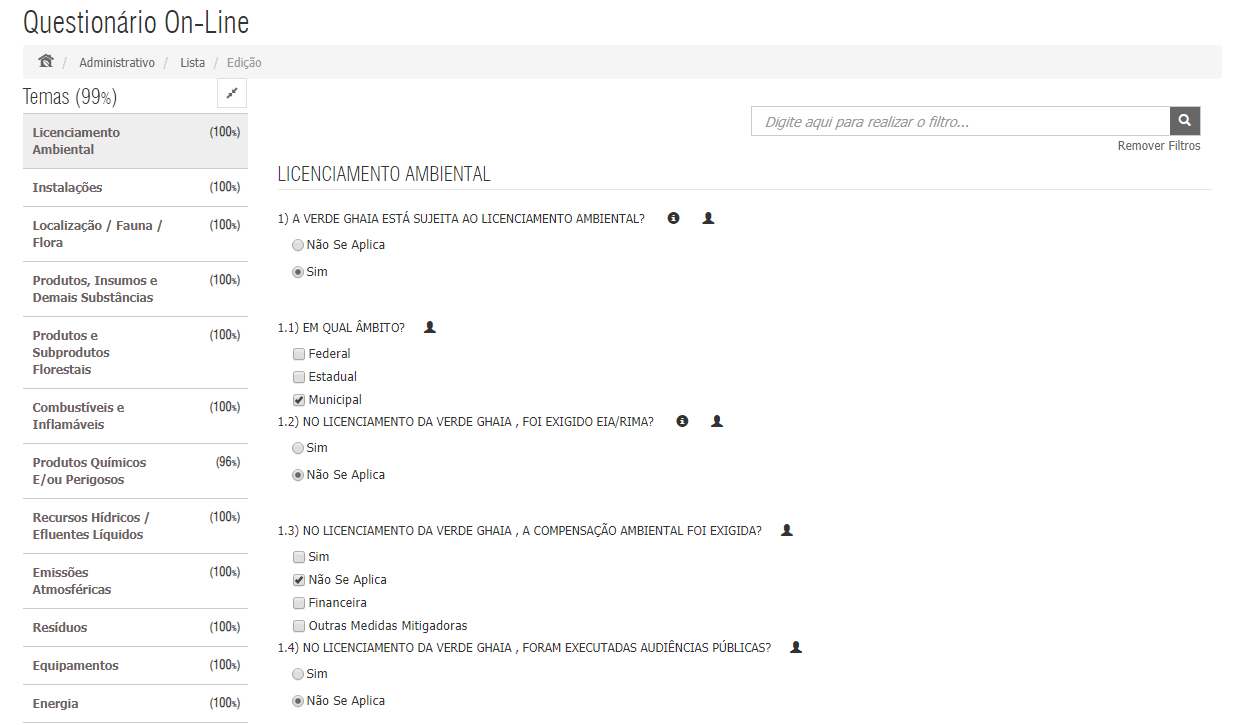 Questionário On-Line
/ Administrativo / Lista / Edição
Temas (99%)
Licenciamento Ambiental (100%)
Instalações (100%)
Localização / Fauna / Flora (100%)
Produtos, Insumos e Demais Substâncias (100%)
Produtos e Subprodutos Florestais (100%)
Combustíveis e Inflamáveis (100%)
Produtos Químicos E/ou Perigosos (96%)
Recursos Hídricos / Efluentes Líquidos (100%)
Emissões Atmosféricas (100%)
Resíduos (100%)
Equipamentos (100%)
Energia (100%)
Digite aqui para realizar o filtro...
Remover Filtros
LICENCIAMENTO AMBIENTAL
1) A VERDE GHAIA ESTÁ SUJEITA AO LICENCIAMENTO AMBIENTAL?
Não Se Aplica
Sim
1.1) EM QUAL ÂMBITO?
Federal
Estadual
Municipal
1.2) NO LICENCIAMENTO DA VERDE GHAIA , FOI EXIGIDO EIA/RIMA?
Sim
Não Se Aplica
1.3) NO LICENCIAMENTO DA VERDE GHAIA , A COMPENSAÇÃO AMBIENTAL FOI EXIGIDA?
Sim
Não Se Aplica
Financeira
Outras Medidas Mitigadoras
1.4) NO LICENCIAMENTO DA VERDE GHAIA , FORAM EXECUTADAS AUDIÊNCIAS PÚBLICAS?
Sim
Não Se Aplica